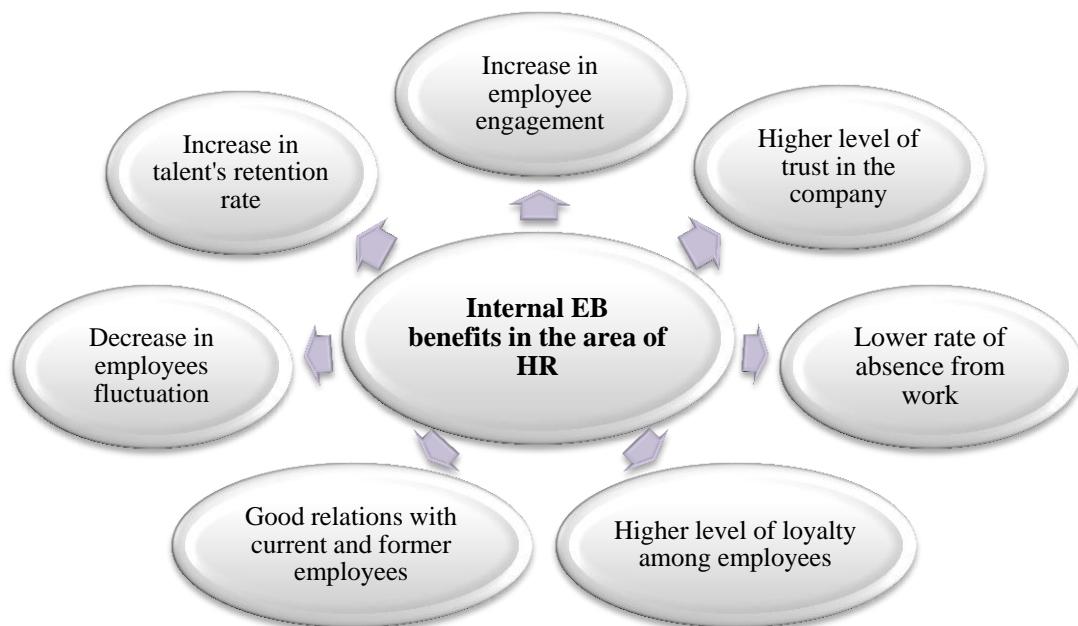 Increase in
employee
engagement
Increase in
talent's retention
rate
Higher level of
trust in the
company
Internal EB
benefits in the area of
HR
Decrease in
employees
fluctuation
Lower rate of
absence from
work
Good relations with
current and former
employees
Higher level of loyalty
among employees